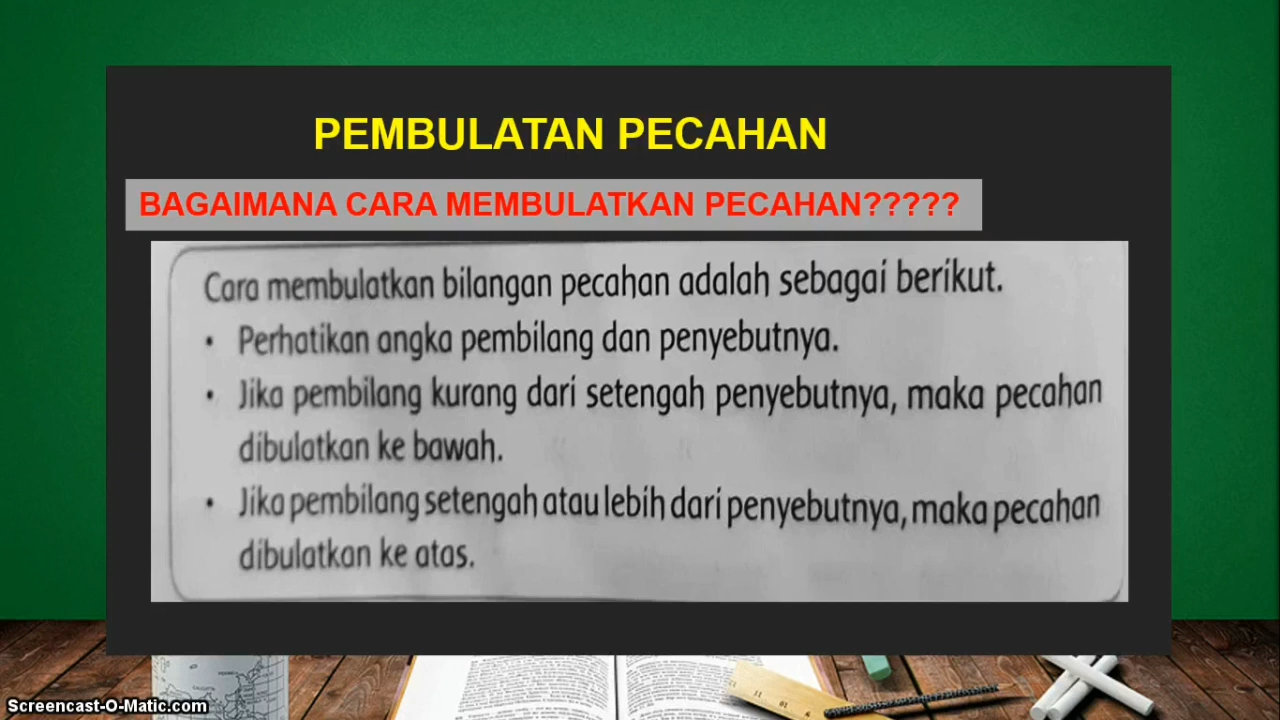 PEMBULATAN PECAHAN
BAGAIMANA CARA MEMBULATKAN PECAHAN?????
Cara membulatkan bilangan pecahan adalah sebagai berikut.
• Perhatikan angka pembilang dan penyebutnya.
• Jika pembilang kurang dari setengah penyebutnya, maka pecahan
dibulatkan ke bawah.
• Jika pembilang setengah atau lebih dari penyebutnya, maka pecahan
dibulatkan ke atas.
Screencast-O-Matic.com